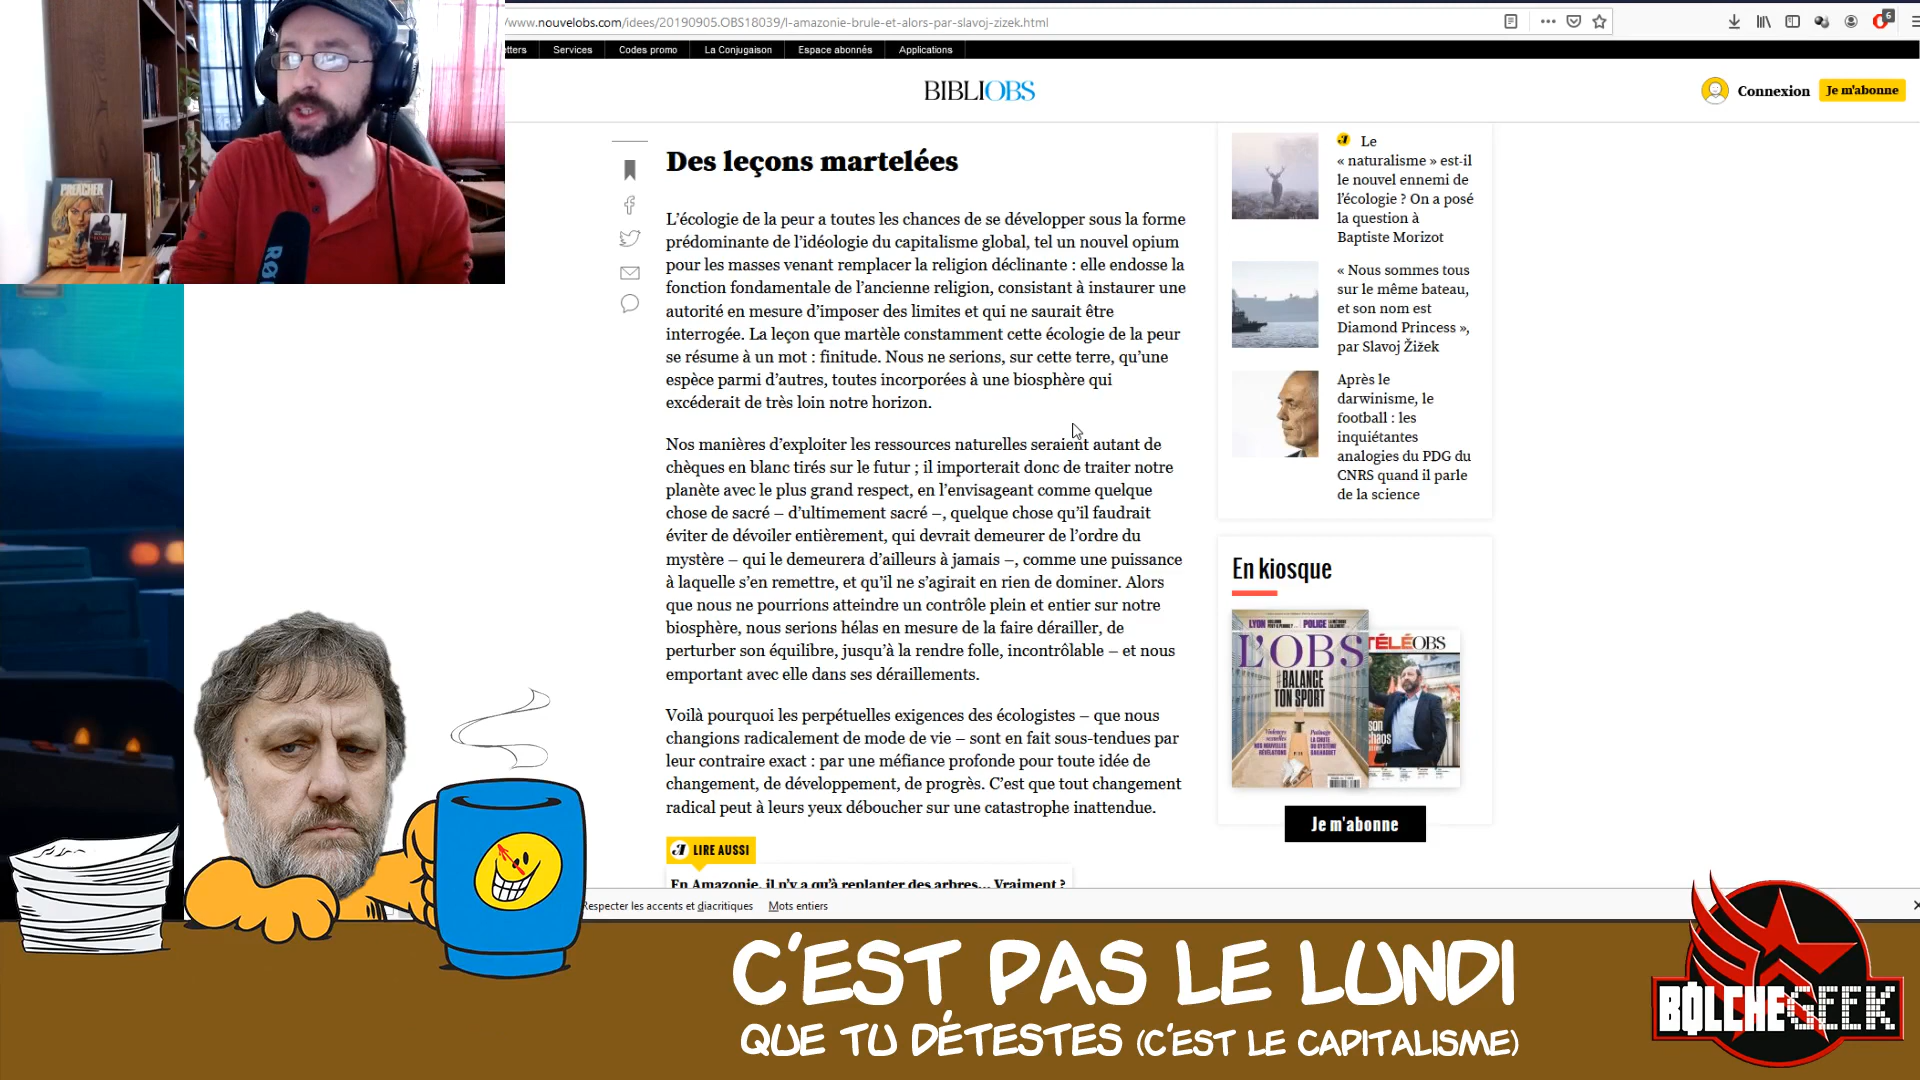 www.nouvelobs.com/idees/20190905.OBS18039/l-amazonie-brule-et-alors-par-slavoj-zizek.html
6
Services
Codes promo
La Conjugaison
Espace abonnés
Applications
BIBLIOBS
Connexion
Je m'abonne
PREACHER
RØ
Des leçons martelées
L'écologie de la peur a toutes les chances de se développer sous la forme
prédominante de l'idéologie du capitalisme global, tel un nouvel opium
pour les masses venant remplacer la religion déclinante : elle endosse la
fonction fondamentale de l'ancienne religion, consistant à instaurer une
autorité en mesure d'imposer des limites et qui ne saurait être
interrogée. La leçon que martèle constamment cette écologie de la peur
se résume à un mot : finitude. Nous ne serions, sur cette terre, qu'une
espèce parmi d'autres, toutes incorporées à une biosphère qui
excéderait de très loin notre horizon.
Nos manières d'exploiter les ressources naturelles seraient autant de
chèques en blanc tirés sur le futur ; il importerait donc de traiter notre
planète avec le plus grand respect, en l'envisageant comme quelque
chose de sacré – d'ultimement sacré –, quelque chose qu'il faudrait
éviter de dévoiler entièrement, qui devrait demeurer de l'ordre du
mystère – qui le demeurera d'ailleurs à jamais –, comme une puissance
à laquelle s'en remettre, et qu'il ne s'agirait en rien de dominer. Alors
que nous ne pourrions atteindre un contrôle plein et entier sur notre
biosphère, nous serions hélas en mesure de la faire dérailler, de
perturber son équilibre, jusqu'à la rendre folle, incontrôlable – et nous
emportant avec elle dans ses déraillements.
Voilà pourquoi les perpétuelles exigences des écologistes – que nous
changions radicalement de mode de vie – sont en fait sous-tendues par
leur contraire exact : par une méfiance profonde pour toute idée de
changement, de développement, de progrès. C'est que tout changement
radical peut à leurs yeux déboucher sur une catastrophe inattendue.
LIRE AUSSI
En Amazonie, il n'y a qu'à replanter des arbres... Vraiment ?
Le
« naturalisme » est-il
le nouvel ennemi de
l'écologie ? On a posé
la question à
Baptiste Morizot
« Nous sommes tous
sur le même bateau,
et son nom est
Diamond Princess »,
par Slavoj Žižek
Après le
darwinisme, le
football : les
inquiétantes
analogies du PDG du
CNRS quand il parle
de la science
En kiosque
LYON
POLICE
L'OBS
#BALANCE
TON SPORT
TÉLÉOBS
Je m'abonne
Respecter les accents et diacritiques
Mots entiers
C'EST PAS LE LUNDI
QUE TU DÉTESTES (C'EST LE CAPITALISME)
BØLCHEGEEK